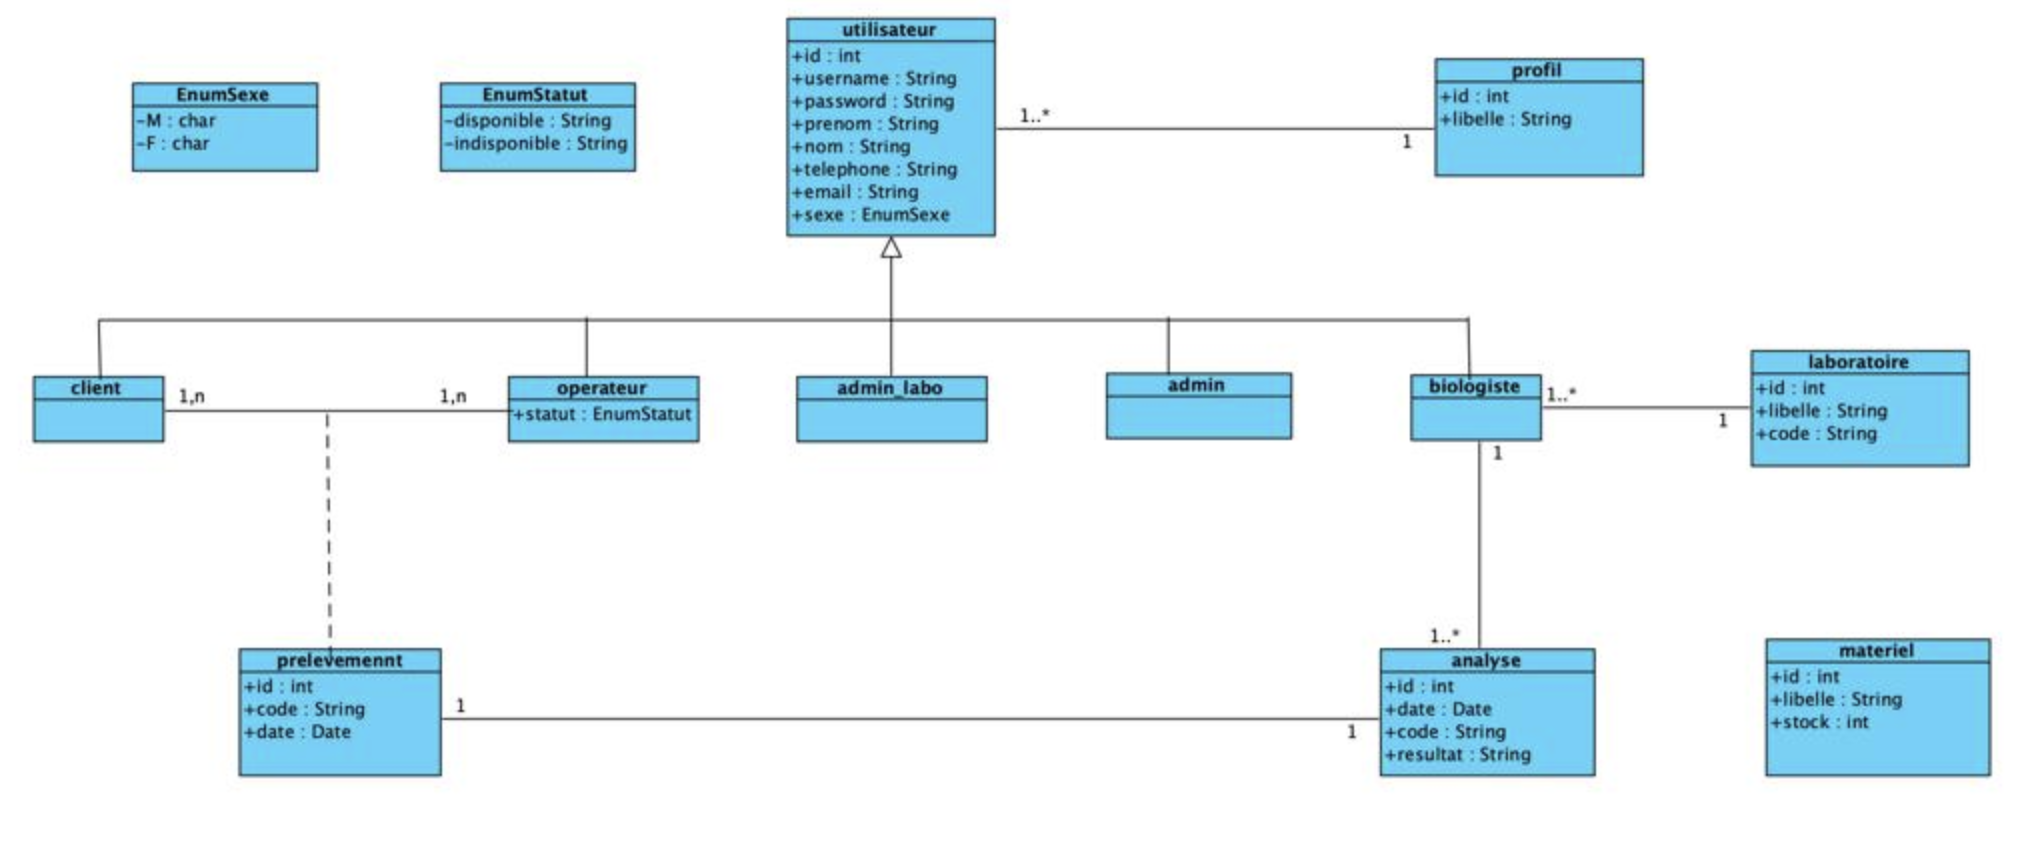 utilisateur
+id : int
+username : String
+password : String
+prenom : String
+nom : String
+telephone : String
+email : String
+sexe : EnumSexe
EnumSexe
-M : char
-F : char
EnumStatut
-disponible : String
-indisponible : String
profil
+id : int
+libelle : String
1..*
1
client
1,n
1,n
operateur
+statut : EnumStatut
admin_labo
admin
biologiste
1..*
1
laboratoire
+id : int
+libelle : String
+code : String
1
1..*
prelevemennt
+id : int
+code : String
+date : Date
1
1
analyse
+id : int
+date : Date
+code : String
+resultat : String
materiel
+id : int
+libelle : String
+stock : int